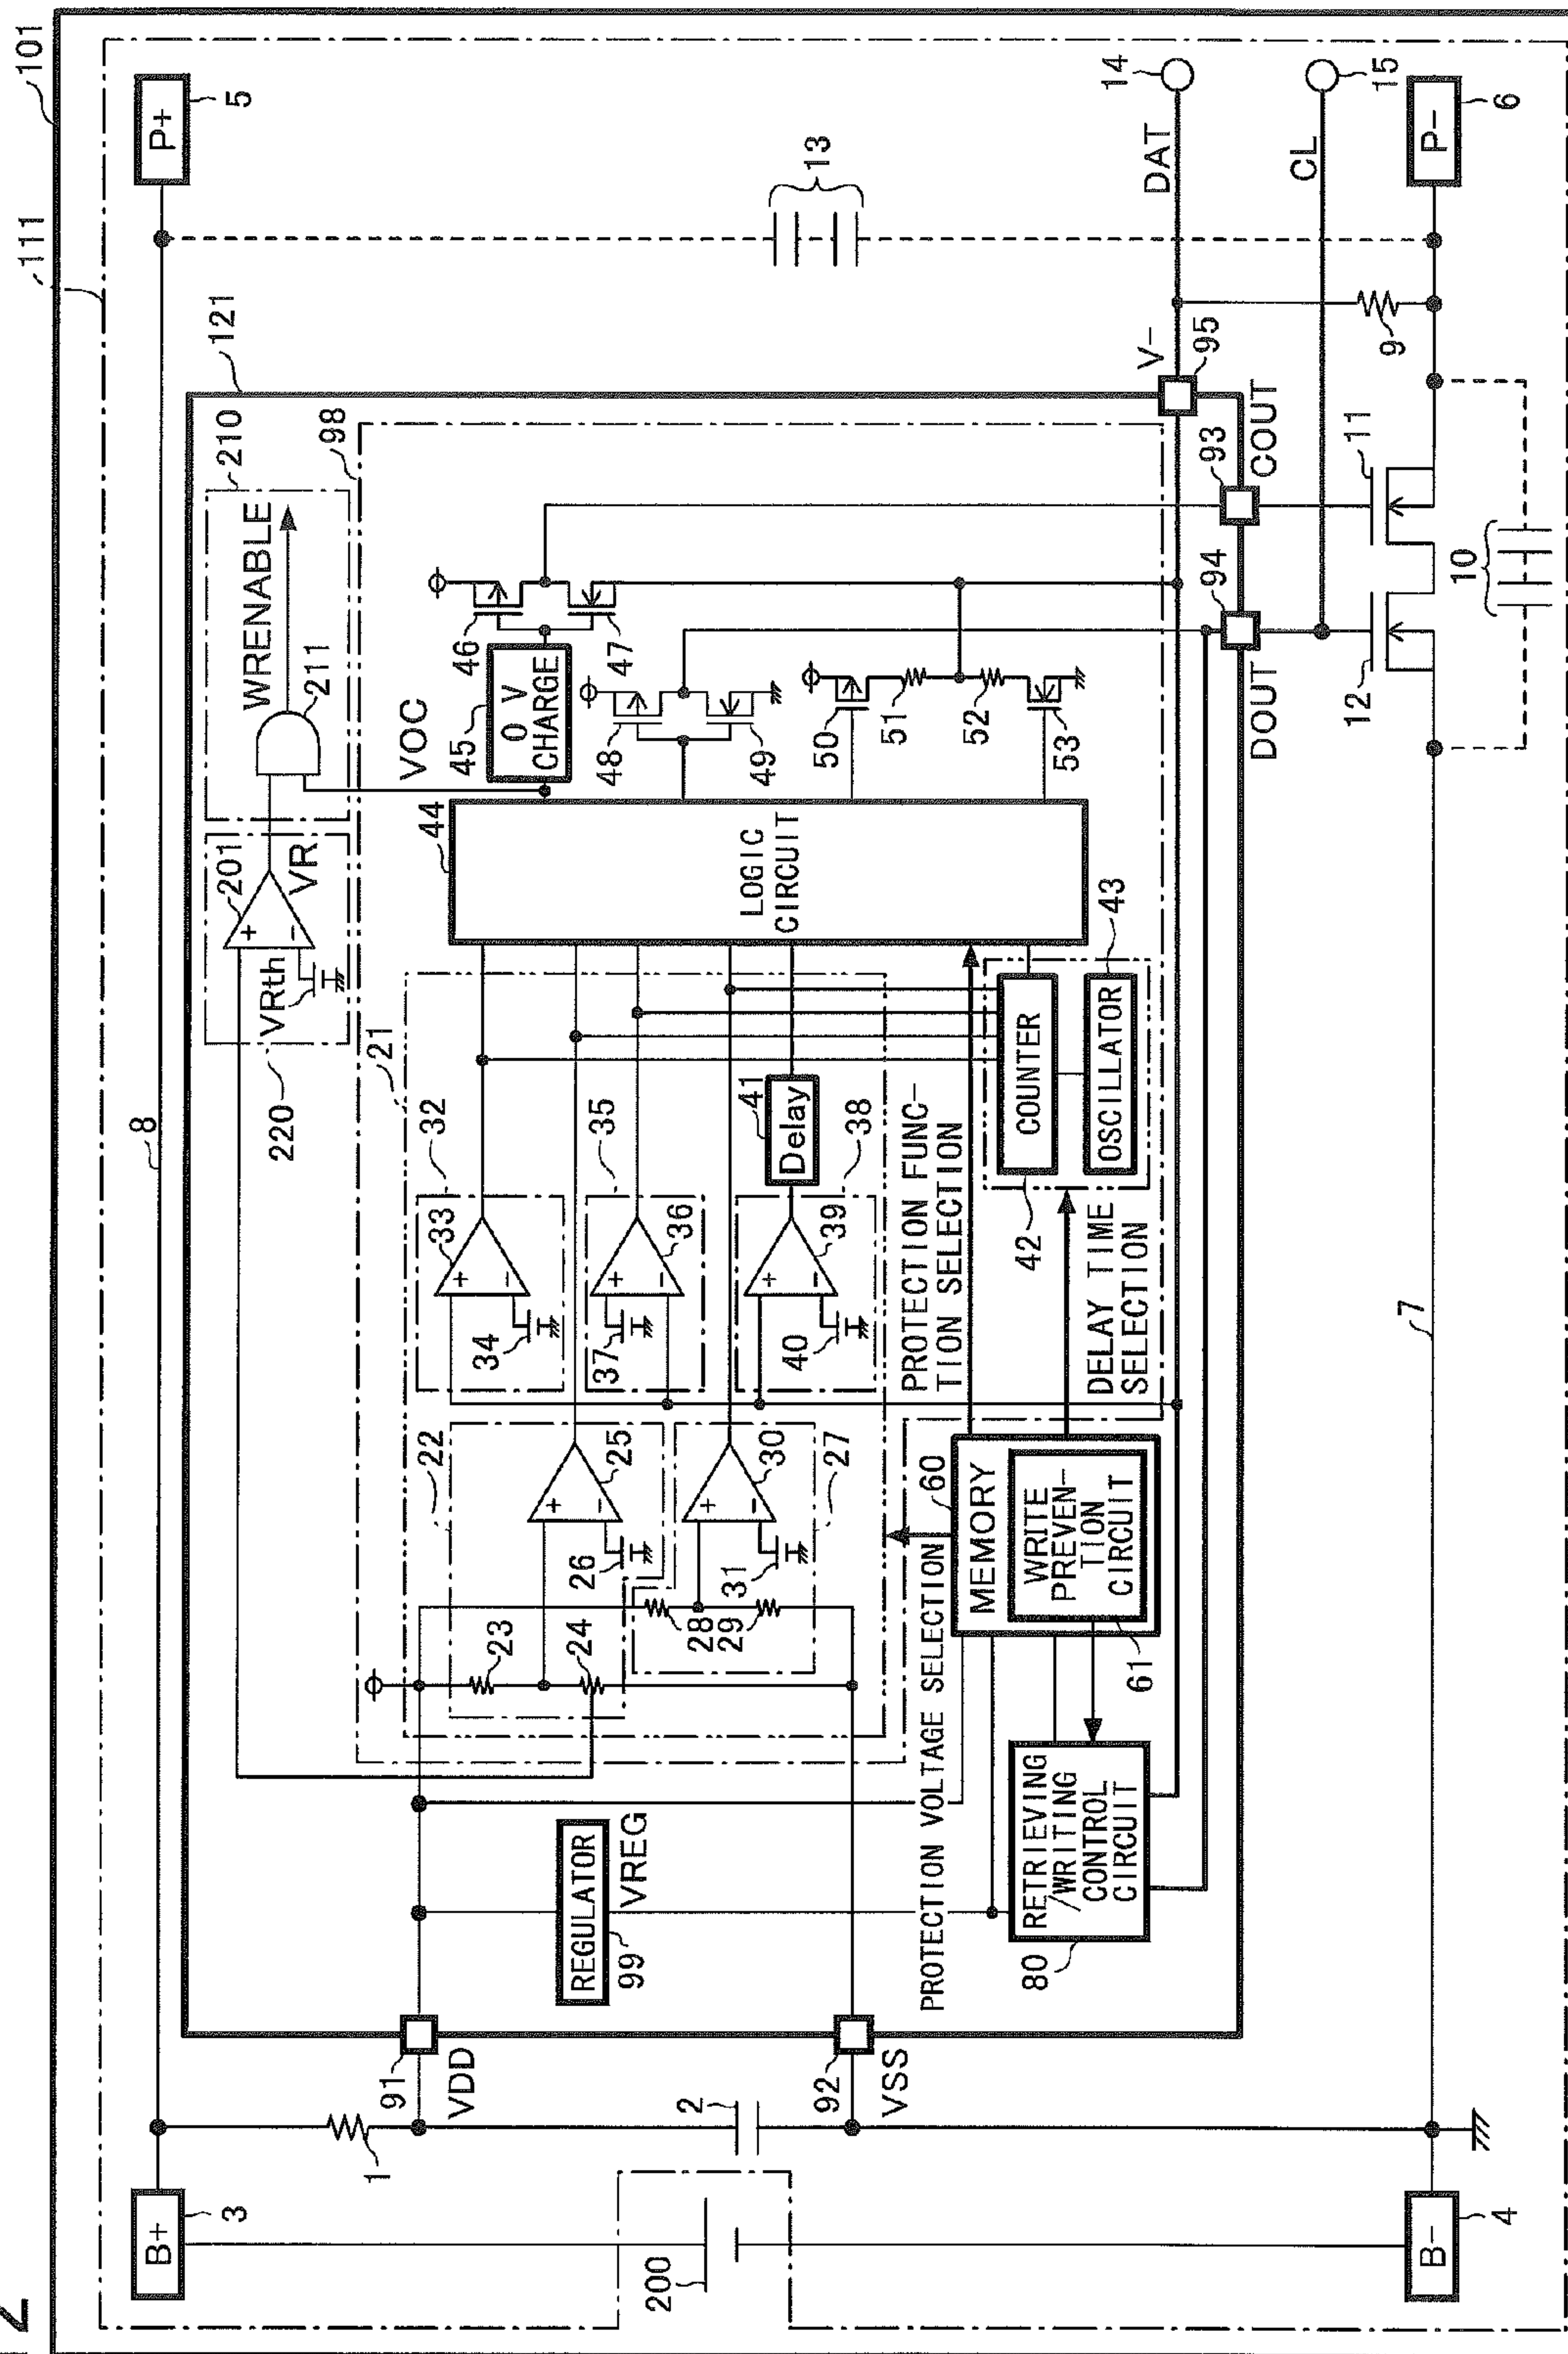 101
111
B+
3
8
P+
5
1
91
VDD
2
92
VSS
200
B-
4
7
P-
6
121
220
201
+
-
VRth
VR
210
WRENABLE
211
98
21
REGULATOR
99
VREG
22
23
24
+
-
25
26
27
28
29
+
-
30
31
32
+
-
33
34
35
+
-
36
37
38
+
-
39
40
41
Delay
44
LOGIC
CIRCUIT
VOC
45
0 V
CHARGE
46
47
48
49
50
51
52
53
PROTECTION VOLTAGE SELECTION
PROTECTION FUNC-
TION SELECTION
DELAY TIME
SELECTION
COUNTER
42
OSCILLATOR
43
60
MEMORY
WRITE
PREVEN-
TION
CIRCUIT
61
RETRIEVING
/WRITING
CONTROL
CIRCUIT
80
V-
95
93
COUT
94
DOUT
DAT
14
CL
15
13
9
10
11
12